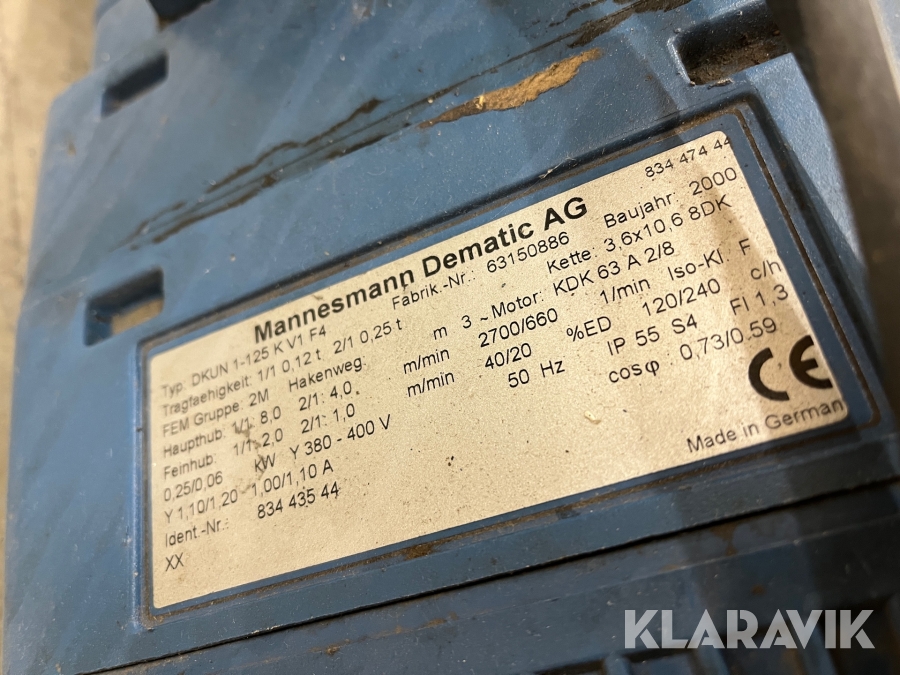 834 474 44
Mannesmann Dematic AG
Fabrik.-Nr.: 63150886 Baujahr: 2000
Typ: DKUN 1-125 K V1 F4 Kette: 3,6x10,6 8DK
Tragfaehigkeit: 1/1 0,12 t 2/1 0,25 t
FEM Gruppe: 2M Hakenweg: m 3 ~ Motor: KDK 63 A 2/8
Haupthub: 1/1: 8,0 2/1: 4,0 m/min 2700/660 1/min Iso-Kl. F
Feinhub: 1/1: 2,0 2/1: 1,0 m/min 40/20 %ED 120/240 c/h
0,25/0,06 kW Y 380 - 400 V 50 Hz IP 55 S4 FI 1,3
Y 1,10/1,20 - 1,00/1,10 A cosφ 0,73/0,59
Ident.-Nr.: 834 435 44
XX
CE
Made in German
KLARAVIK